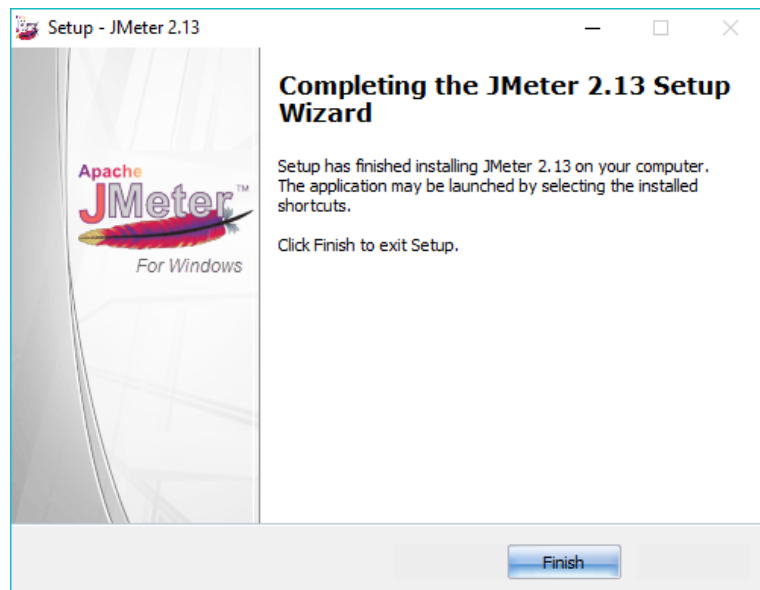 Setup - JMeter 2.13
Completing the JMeter 2.13 Setup
Wizard
Setup has finished installing JMeter 2.13 on your computer.
The application may be launched by selecting the installed
shortcuts.
Click Finish to exit Setup.
Apache
JMeter™
For Windows
Finish